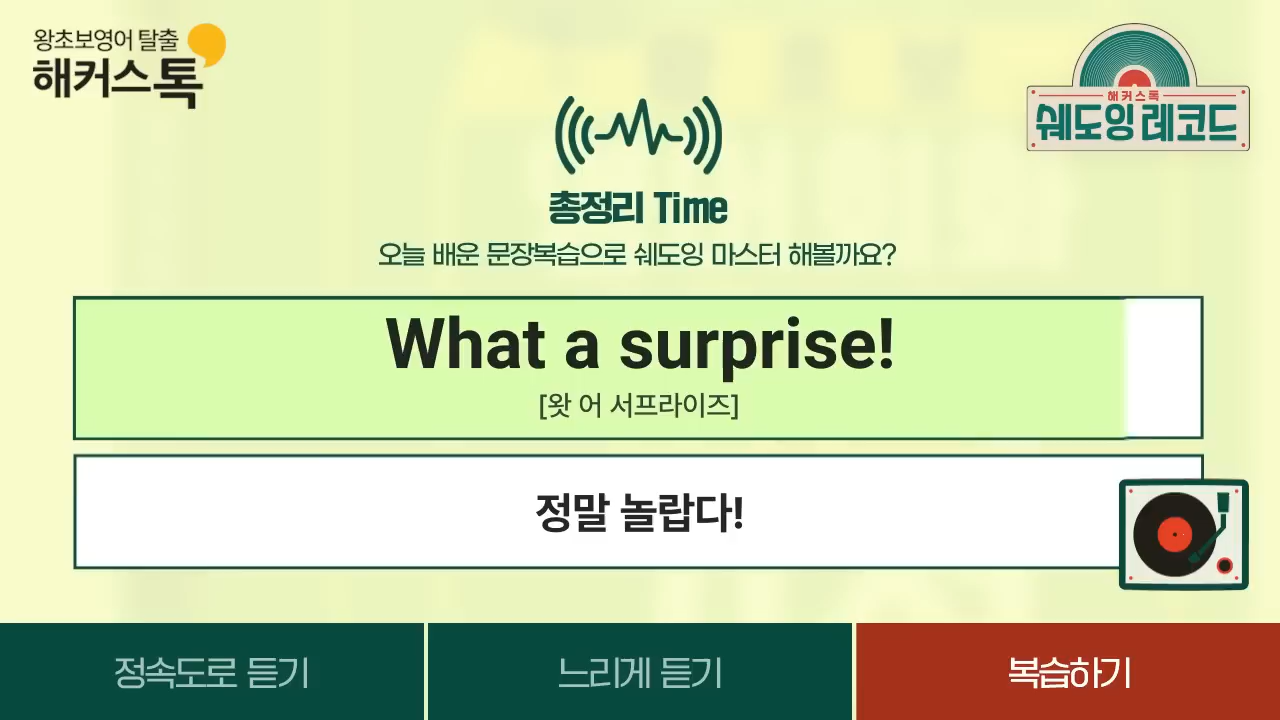 왕초보영어 탈출
해커스톡
해커스톡
쉐도잉 레코드
총정리 Time
오늘 배운 문장복습으로 쉐도잉 마스터 해볼까요?
What a surprise!
[왓 어 서프라이즈]
정말 놀랍다!
정속도로 듣기
느리게 듣기
복습하기